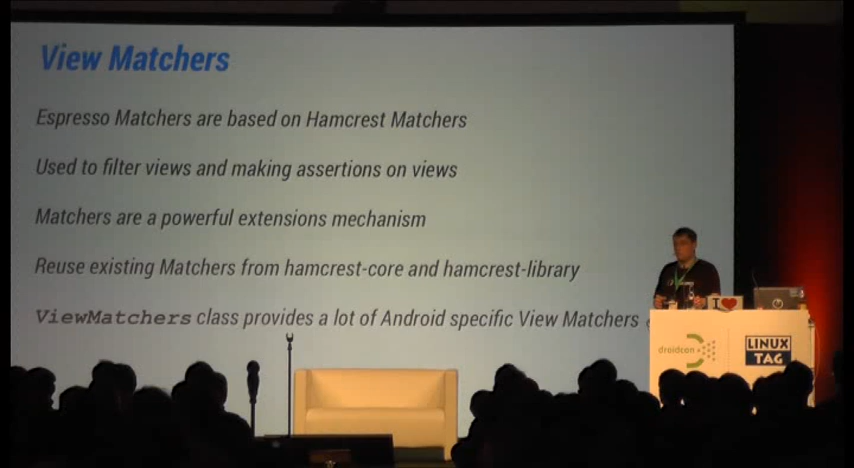 View Matchers
Espresso Matchers are based on Hamcrest Matchers
Used to filter views and making assertions on views
Matchers are a powerful extensions mechanism
Reuse existing Matchers from hamcrest-core and hamcrest-library
ViewMatchers class provides a lot of Android specific View Matchers
I
droidcon
LINUX
TAG